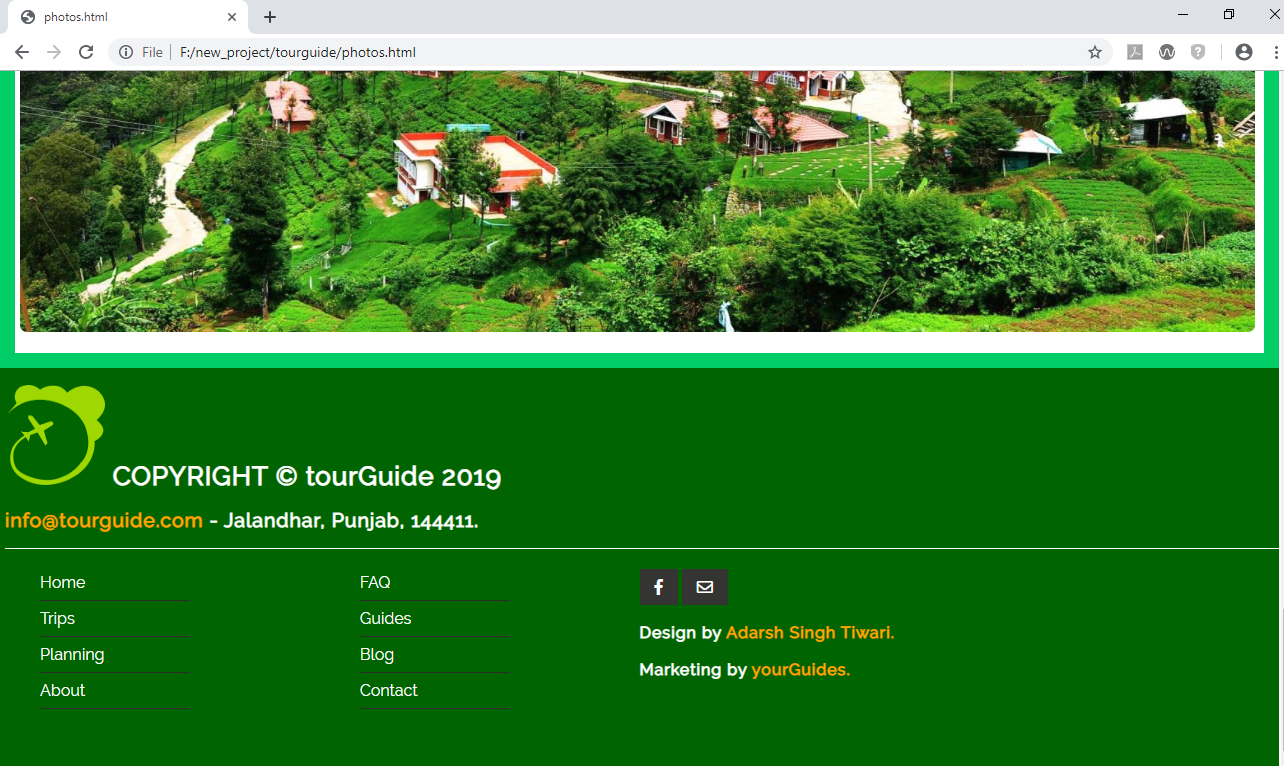 photos.html
File F:/new_project/tourguide/photos.html
COPYRIGHT © tourGuide 2019
info@tourguide.com - Jalandhar, Punjab, 144411.
Home
Trips
Planning
About
FAQ
Guides
Blog
Contact
Design by Adarsh Singh Tiwari.
Marketing by yourGuides.